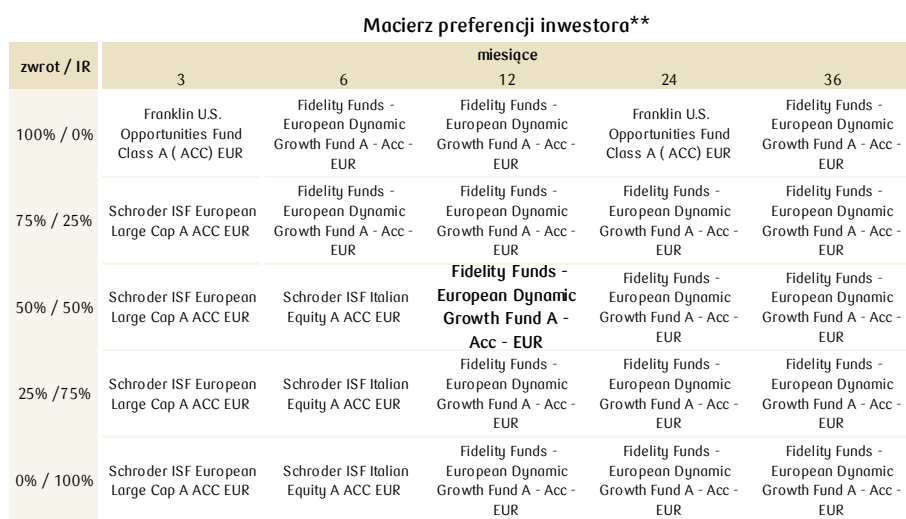 Macierz preferencji inwestora**
zwrot / IR
miesiące
3 6 12 24 36
100% / 0%
Franklin U.S.
Opportunities Fund
Class A ( ACC) EUR
Fidelity Funds -
European Dynamic
Growth Fund A - Acc -
EUR
Fidelity Funds -
European Dynamic
Growth Fund A - Acc -
EUR
Franklin U.S.
Opportunities Fund
Class A ( ACC) EUR
Fidelity Funds -
European Dynamic
Growth Fund A - Acc -
EUR
75% / 25%
Schroder ISF European
Large Cap A ACC EUR
Fidelity Funds -
European Dynamic
Growth Fund A - Acc -
EUR
Fidelity Funds -
European Dynamic
Growth Fund A - Acc -
EUR
Fidelity Funds -
European Dynamic
Growth Fund A - Acc -
EUR
Fidelity Funds -
European Dynamic
Growth Fund A - Acc -
EUR
50% / 50%
Schroder ISF European
Large Cap A ACC EUR
Schroder ISF Italian
Equity A ACC EUR
Fidelity Funds -
European Dynamic
Growth Fund A -
Acc - EUR
Fidelity Funds -
European Dynamic
Growth Fund A - Acc -
EUR
Fidelity Funds -
European Dynamic
Growth Fund A - Acc -
EUR
25% /75%
Schroder ISF European
Large Cap A ACC EUR
Schroder ISF Italian
Equity A ACC EUR
Fidelity Funds -
European Dynamic
Growth Fund A - Acc -
EUR
Fidelity Funds -
European Dynamic
Growth Fund A - Acc -
EUR
Fidelity Funds -
European Dynamic
Growth Fund A - Acc -
EUR
0% / 100%
Schroder ISF European
Large Cap A ACC EUR
Schroder ISF Italian
Equity A ACC EUR
Fidelity Funds -
European Dynamic
Growth Fund A - Acc -
EUR
Fidelity Funds -
European Dynamic
Growth Fund A - Acc -
EUR
Fidelity Funds -
European Dynamic
Growth Fund A - Acc -
EUR